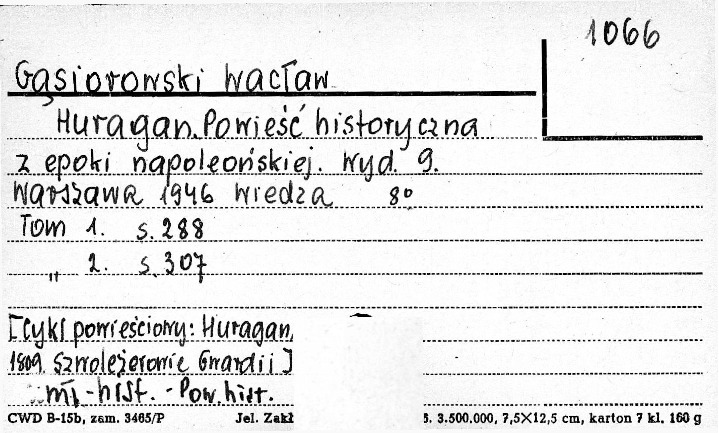 1066
Gąsiorowski Wacław
Huragan. Powieść historyczna
z epoki napoleońskiej. Wyd. 9.
Warszawa 1946 Wiedza 8°
Tom 1. s. 288
„ 2. s. 307
[Cykl powieściowy: Huragan,
1809. Szwoleżerowie Gwardii]
-hist. - Pow. hist.
CWD B-15b, zam. 3465/P Jel. Zakł 5. 3.500.000, 7,5×12,5 cm, karton 7 kl. 160 g